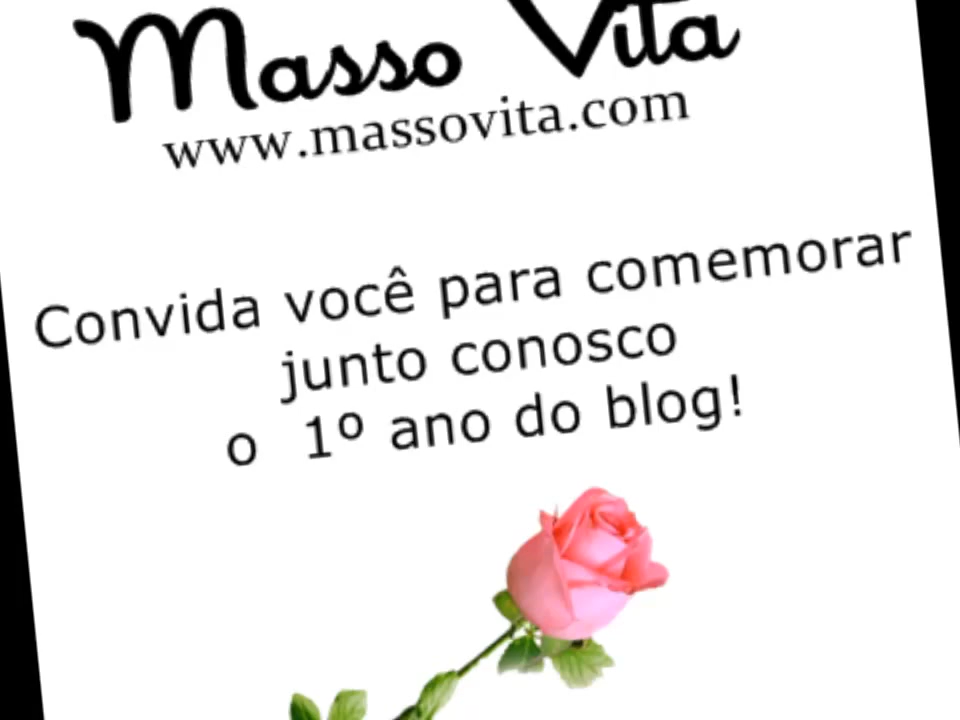 Masso Vita
www.massovita.com
Convida você para comemorar
junto conosco
o 1º ano do blog!